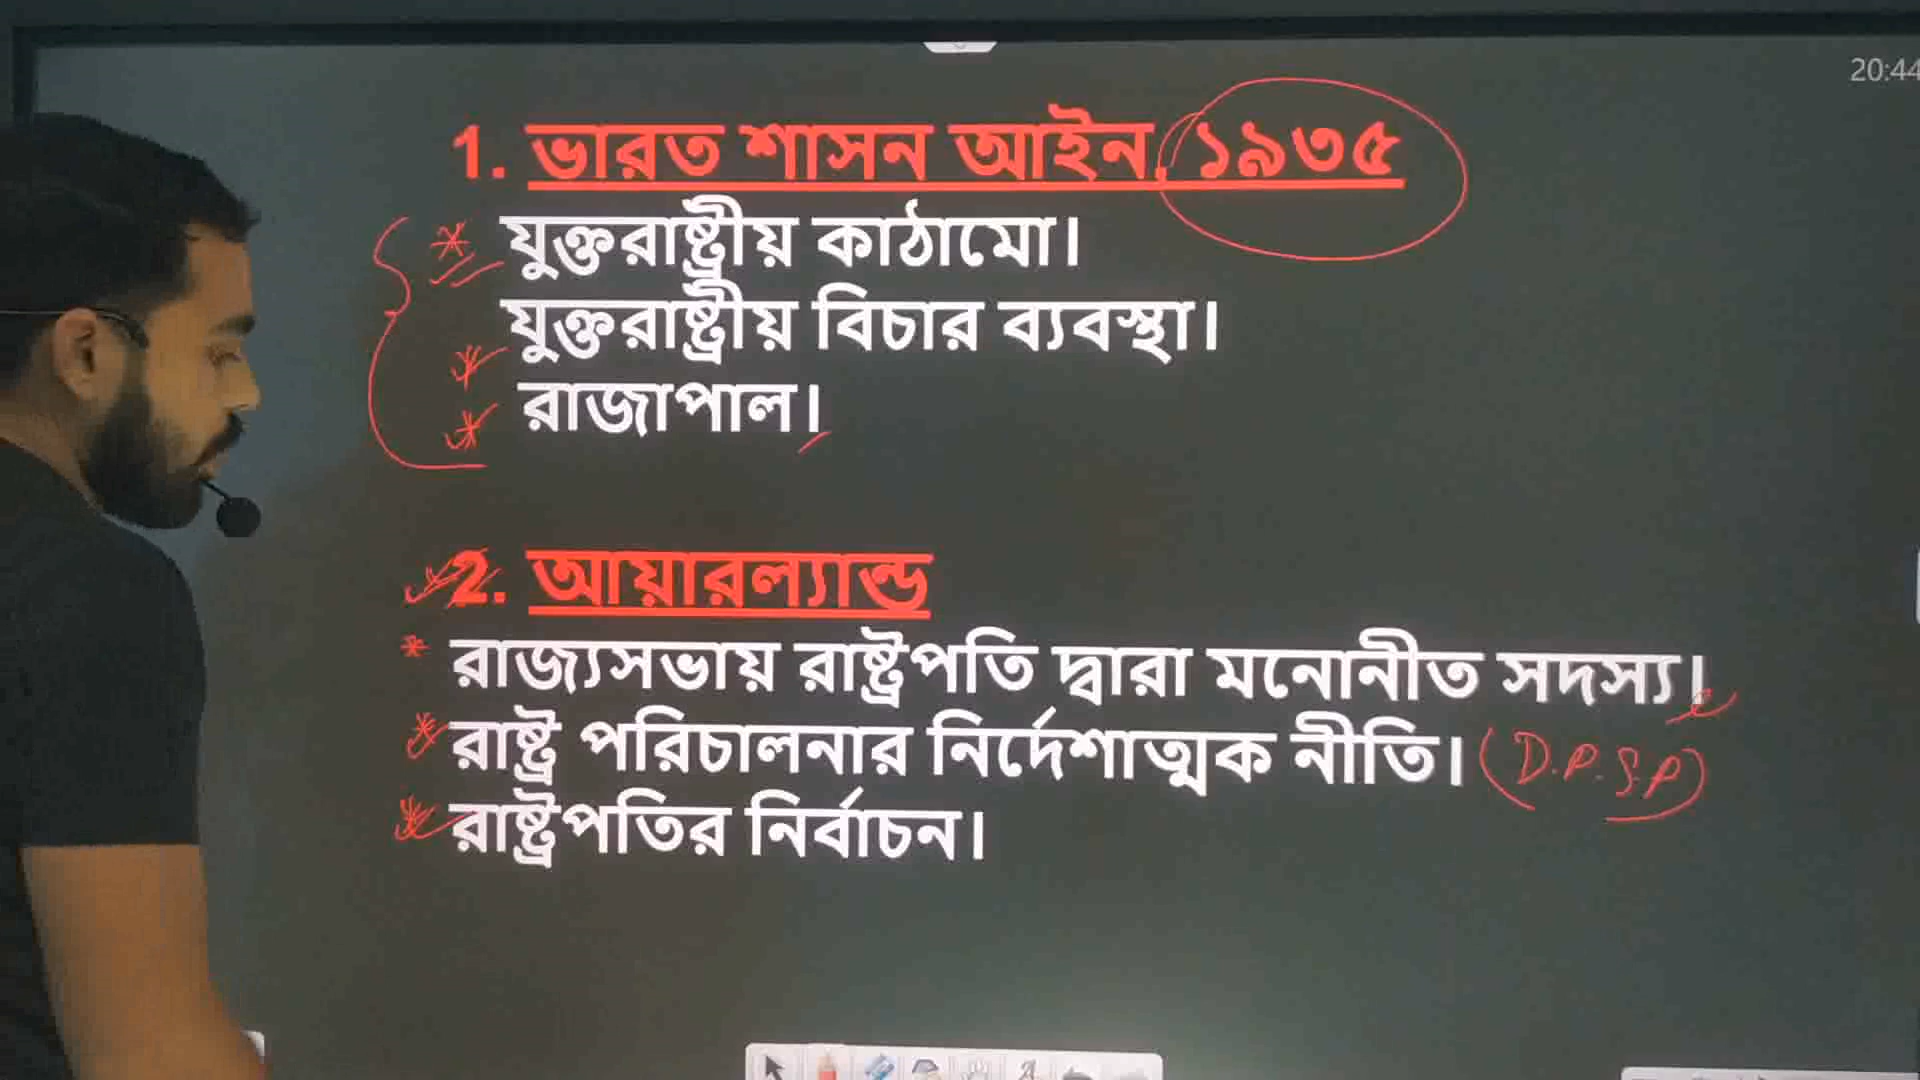 20:44
1. ভারত শাসন আইন, ১৯৩৫
* যুক্তরাষ্ট্রীয় কাঠামো।
* যুক্তরাষ্ট্রীয় বিচার ব্যবস্থা।
* রাজাপাল।
2. আয়ারল্যান্ড
* রাজ্যসভায় রাষ্ট্রপতি দ্বারা মনোনীত সদস্য।
* রাষ্ট্র পরিচালনার নির্দেশাত্মক নীতি। (D.P.S.P)
* রাষ্ট্রপতির নির্বাচন।